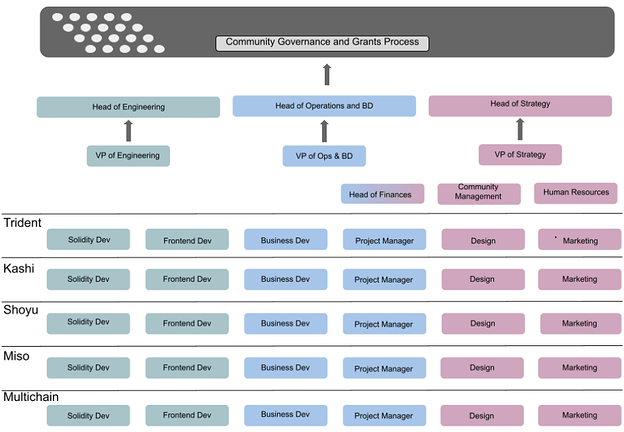 Community Governance and Grants Process
Head of Engineering
Head of Operations and BD
Head of Strategy
VP of Engineering
VP of Ops & BD
VP of Strategy
Head of Finances
Community
Management
Human Resources
Trident
Solidity Dev
Frontend Dev
Business Dev
Project Manager
Design
Marketing
Kashi
Solidity Dev
Frontend Dev
Business Dev
Project Manager
Design
Marketing
Shoyu
Solidity Dev
Frontend Dev
Business Dev
Project Manager
Design
Marketing
Miso
Solidity Dev
Frontend Dev
Business Dev
Project Manager
Design
Marketing
Multichain
Solidity Dev
Frontend Dev
Business Dev
Project Manager
Design
Marketing